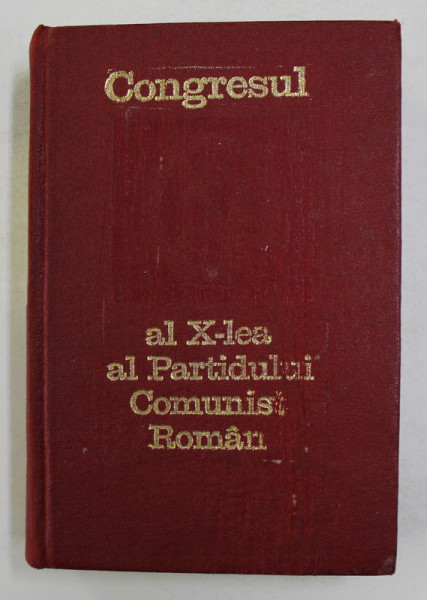 Congresul
al X-lea
al Partidului
Comunist
Român